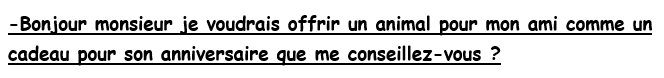 -Bonjour monsieur je voudrais offrir un animal pour mon ami comme un
cadeau pour son anniversaire que me conseillez-vous ?